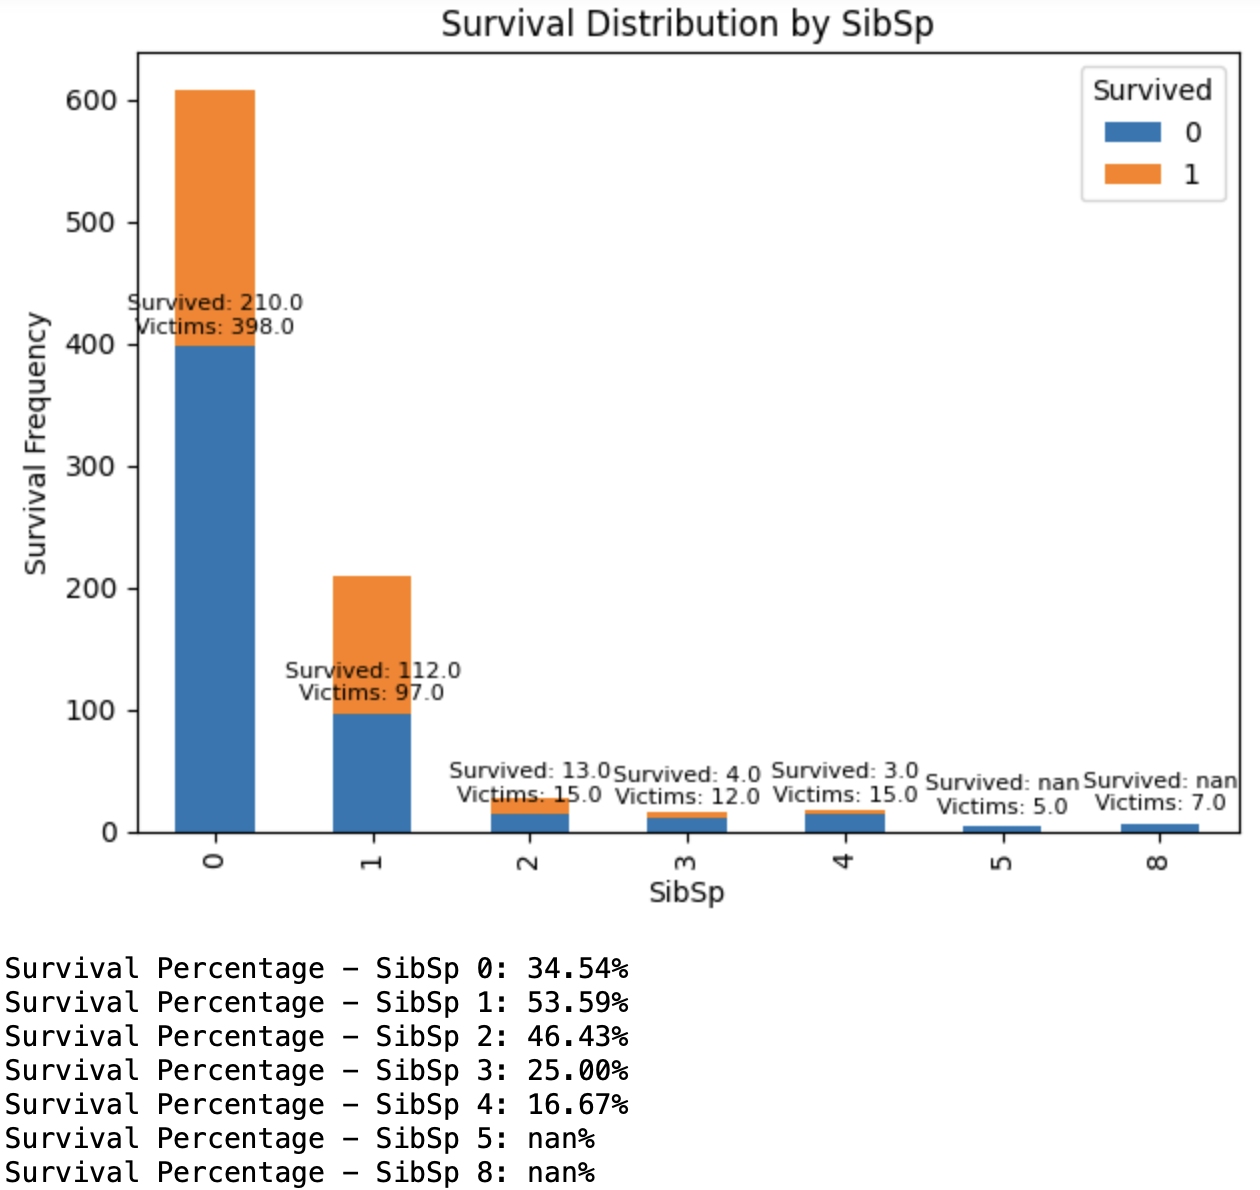 Survival Distribution by SibSp
Survived
0
1
Survival Frequency
600
500
400
300
200
100
0
Survived: 210.0
Victims: 398.0
Survived: 112.0
Victims: 97.0
Survived: 13.0
Victims: 15.0
Survived: 4.0
Victims: 12.0
Survived: 3.0
Victims: 15.0
Survived: nan
Victims: 5.0
Survived: nan
Victims: 7.0
0 1 2 3 4 5 8
SibSp
Survival Percentage - SibSp 0: 34.54%
Survival Percentage - SibSp 1: 53.59%
Survival Percentage - SibSp 2: 46.43%
Survival Percentage - SibSp 3: 25.00%
Survival Percentage - SibSp 4: 16.67%
Survival Percentage - SibSp 5: nan%
Survival Percentage - SibSp 8: nan%